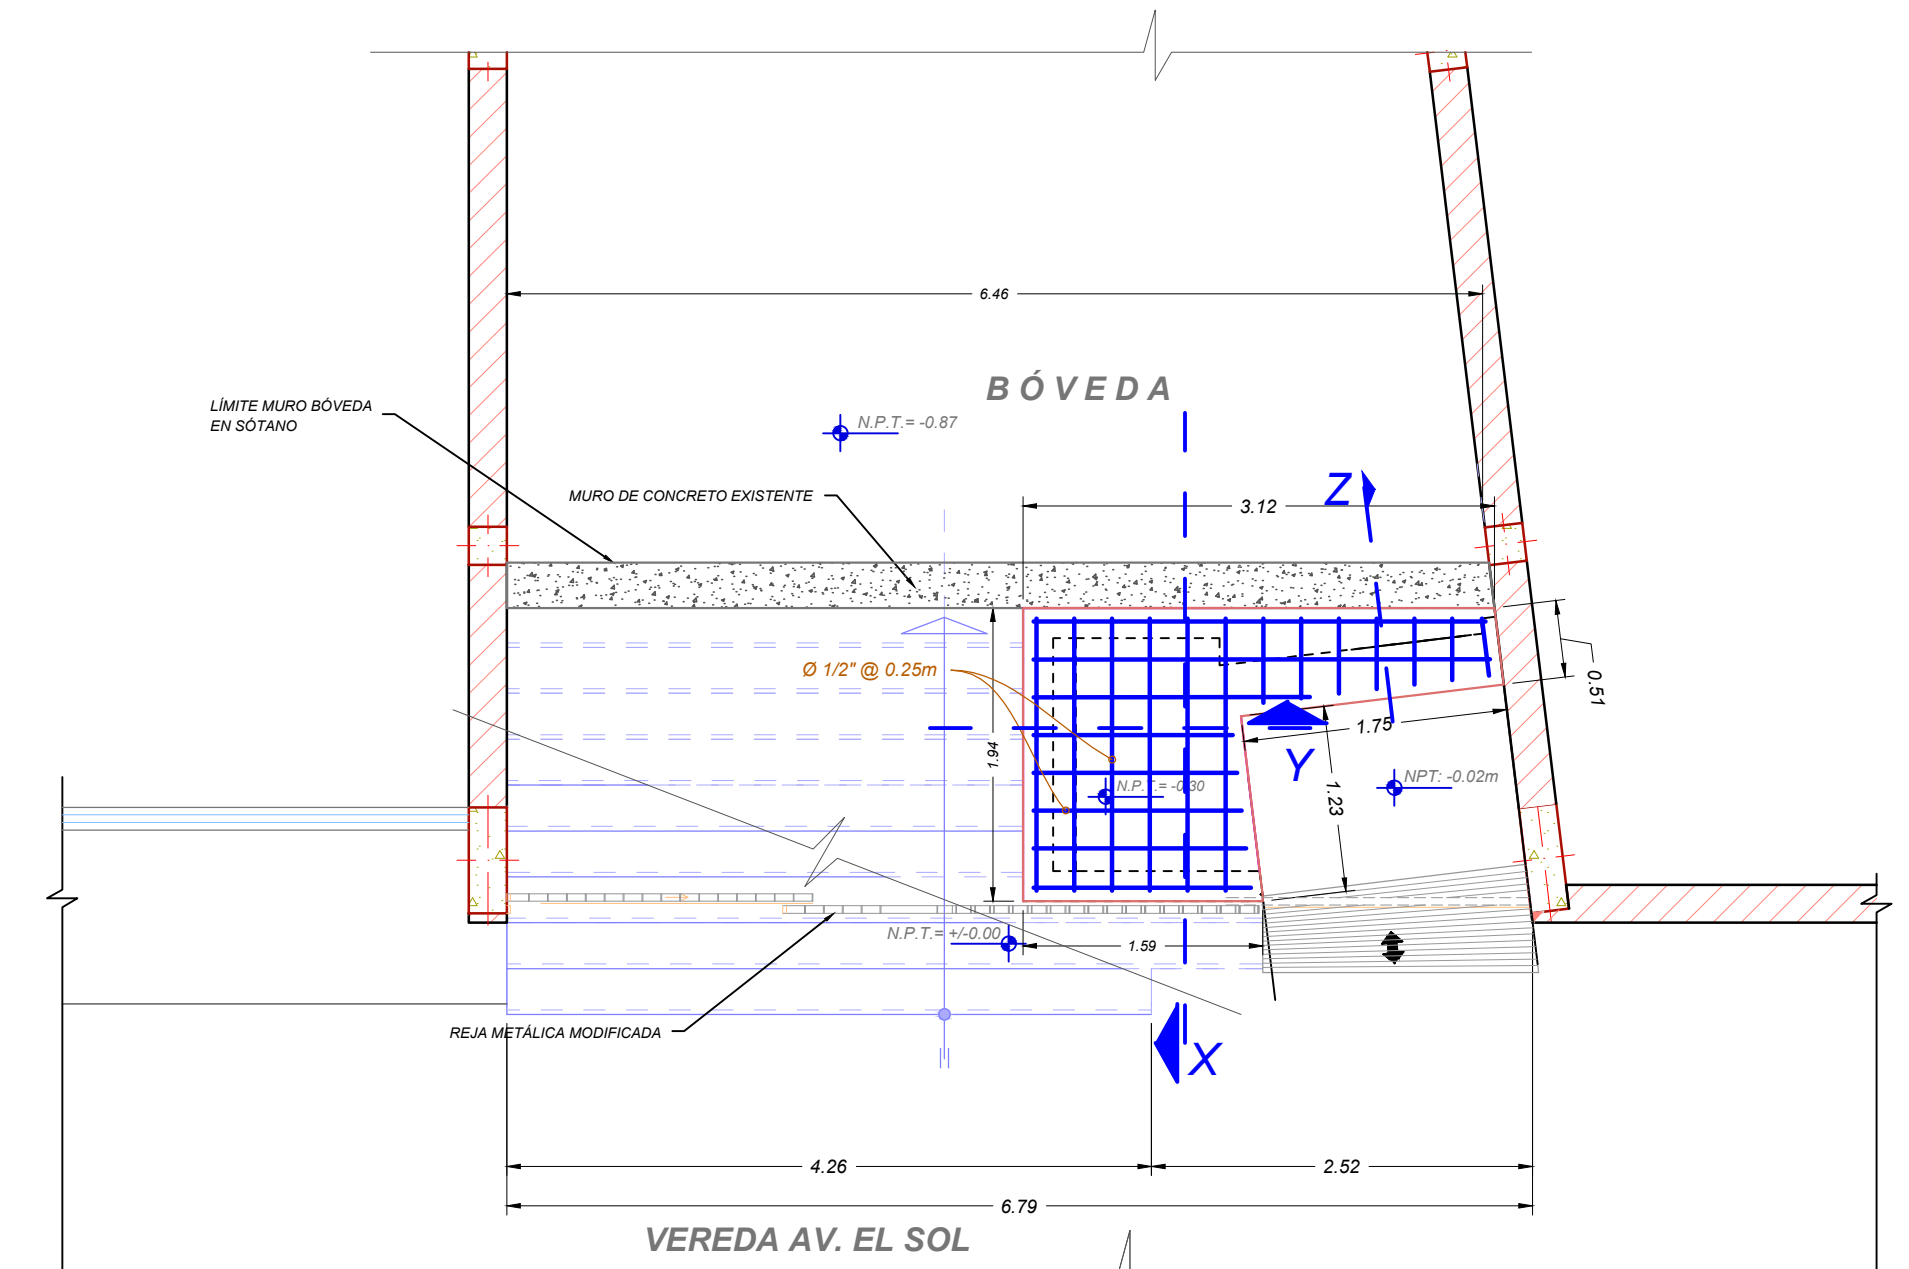 6.46
BÓVEDA
LÍMITE MURO BÓVEDA
EN SÓTANO
N.P.T.= -0.87
MURO DE CONCRETO EXISTENTE
Z
3.12
Ø 1/2" @ 0.25m
0.51
1.94
1.75
Y
N.P.T.= -0.30
1.23
NPT: -0.02m
N.P.T.= +/-0.00
1.59
REJA METÁLICA MODIFICADA
X
4.26
2.52
6.79
VEREDA AV. EL SOL